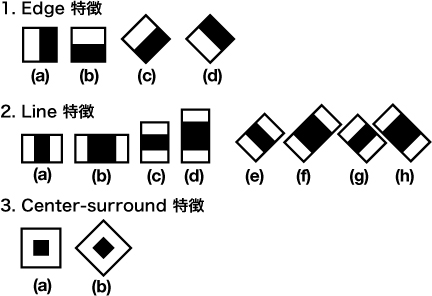 1. Edge 特徴
(a) (b) (c) (d)
2. Line 特徴
(a) (b) (c) (d) (e) (f) (g) (h)
3. Center-surround 特徴
(a) (b)